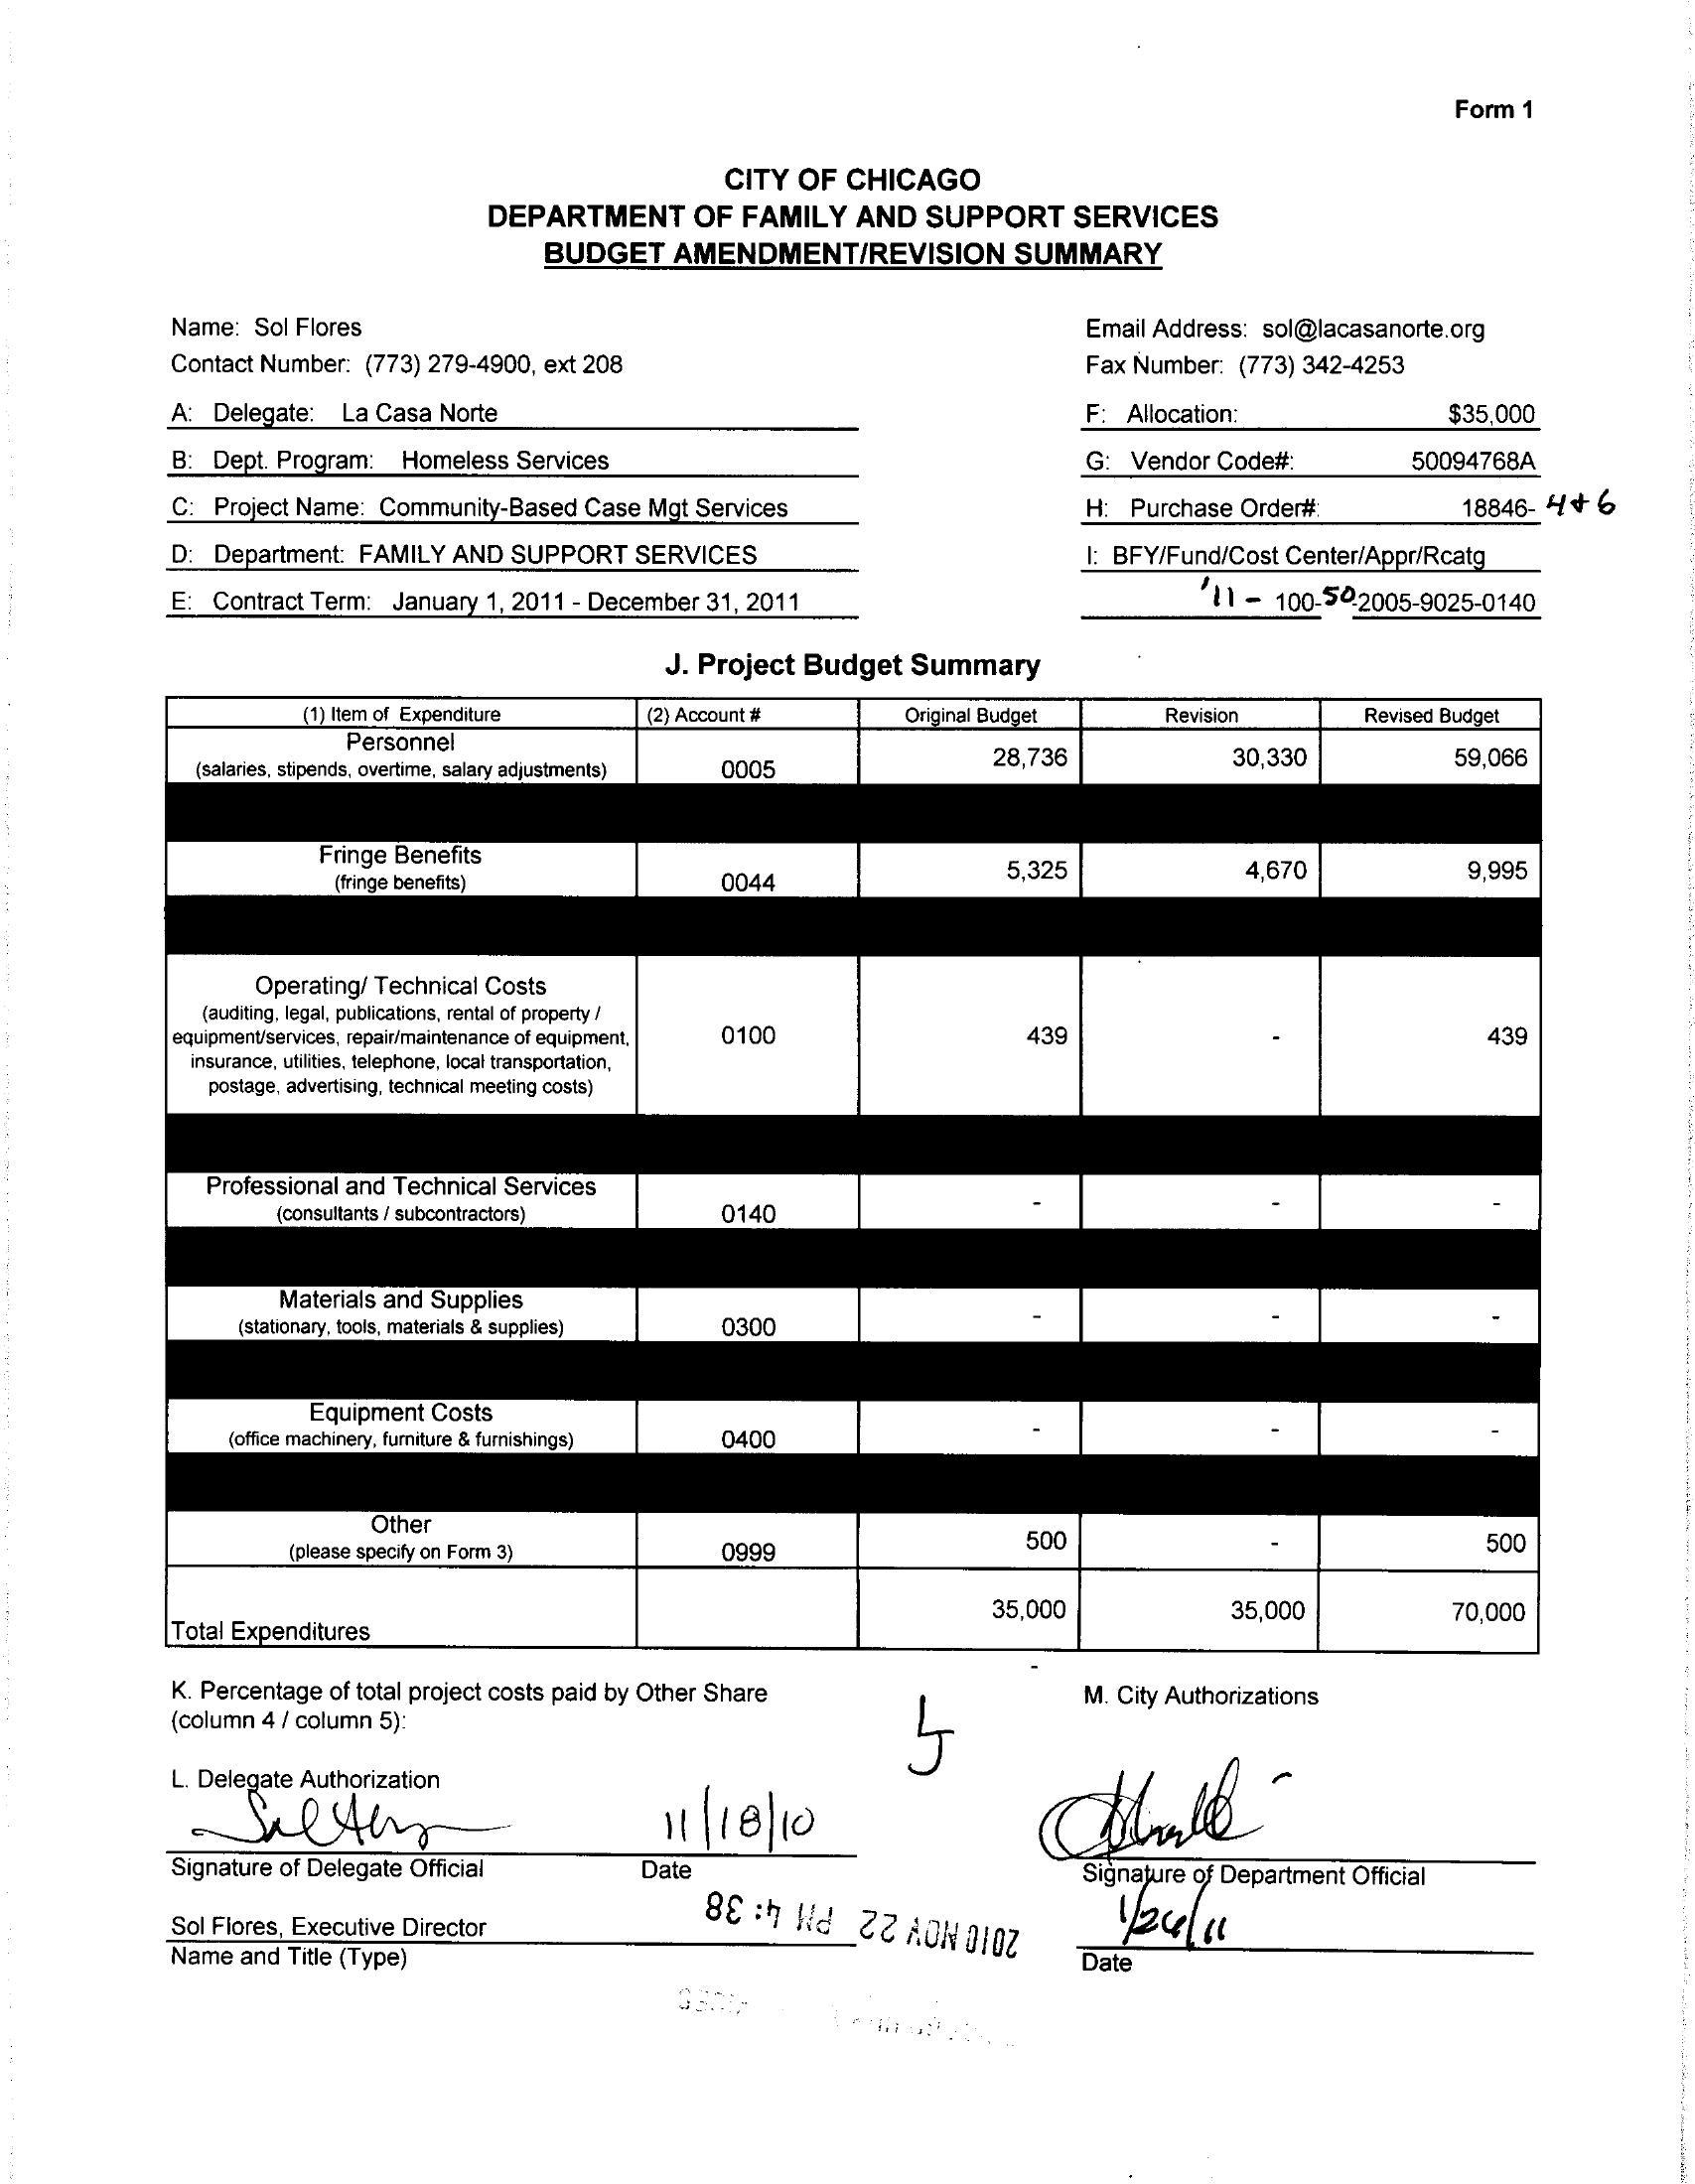 Form 1
CITY OF CHICAGO
DEPARTMENT OF FAMILY AND SUPPORT SERVICES
BUDGET AMENDMENT/REVISION SUMMARY
Name: Sol Flores
Email Address: sol@lacasanorte.org
Contact Number: (773) 279-4900, ext 208
Fax Number: (773) 342-4253
A: Delegate: La Casa Norte
F: Allocation: $35,000
B: Dept. Program: Homeless Services
G: Vendor Code#: 50094768A
C: Project Name: Community-Based Case Mgt Services
H: Purchase Order#: 18846- 4+6
D: Department: FAMILY AND SUPPORT SERVICES
I: BFY/Fund/Cost Center/Appr/Rcatg
E: Contract Term: January 1, 2011 - December 31, 2011
'11 - 100-50-2005-9025-0140
J. Project Budget Summary
(1) Item of Expenditure (2) Account # Original Budget Revision Revised Budget
Personnel
(salaries, stipends, overtime, salary adjustments) 0005 28,736 30,330 59,066
Fringe Benefits
(fringe benefits) 0044 5,325 4,670 9,995
Operating/ Technical Costs
(auditing, legal, publications, rental of property /
equipment/services, repair/maintenance of equipment, 0100 439 - 439
insurance, utilities, telephone, local transportation,
postage, advertising, technical meeting costs)
Professional and Technical Services
(consultants / subcontractors) 0140 - - -
Materials and Supplies
(stationary, tools, materials & supplies) 0300 - - -
Equipment Costs
(office machinery, furniture & furnishings) 0400 - - -
Other
(please specify on Form 3) 0999 500 - 500
Total Expenditures 35,000 35,000 70,000
K. Percentage of total project costs paid by Other Share
(column 4 / column 5):
M. City Authorizations
L. Delegate Authorization
11/18/10
Signature of Delegate Official Date
Signature of Department Official
2010 NOV 22 PM 4:38
Sol Flores, Executive Director
Name and Title (Type)
Date